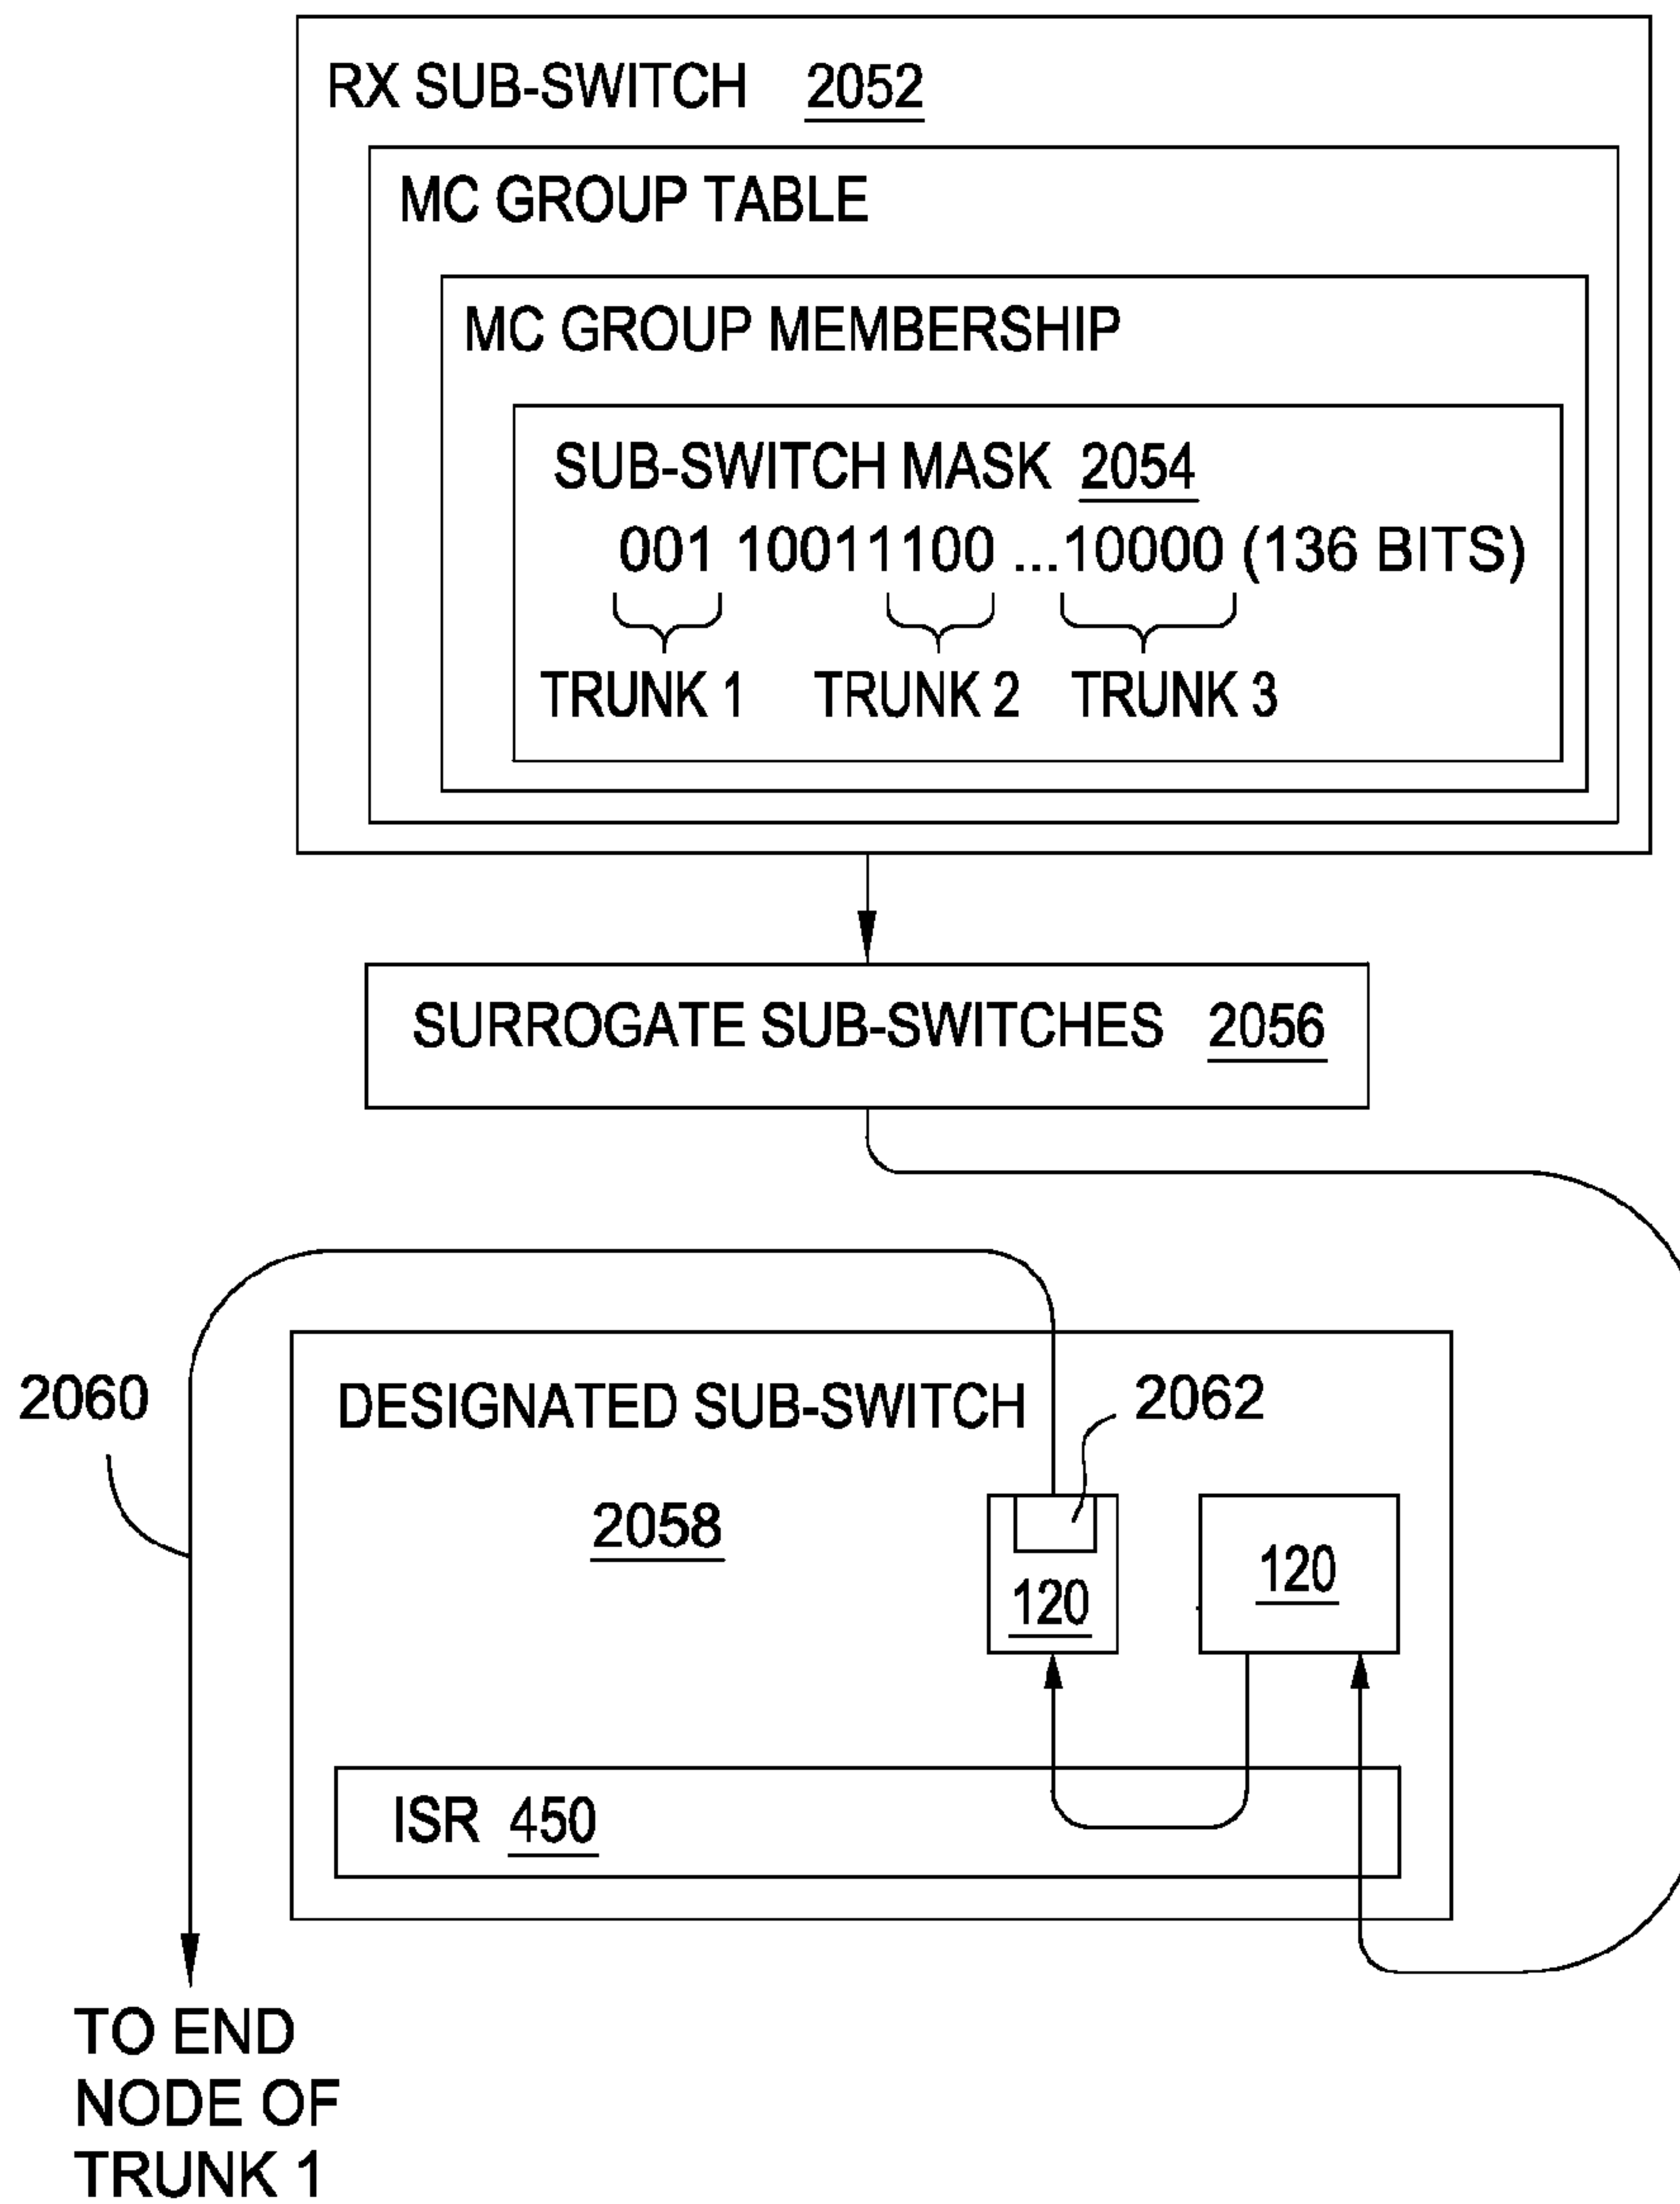 RX SUB-SWITCH 2052
MC GROUP TABLE
MC GROUP MEMBERSHIP
SUB-SWITCH MASK 2054
001 10011100 ...10000 (136 BITS)
TRUNK 1 TRUNK 2 TRUNK 3
SURROGATE SUB-SWITCHES 2056
2060
DESIGNATED SUB-SWITCH
2062
2058
120
120
ISR 450
TO END
NODE OF
TRUNK 1